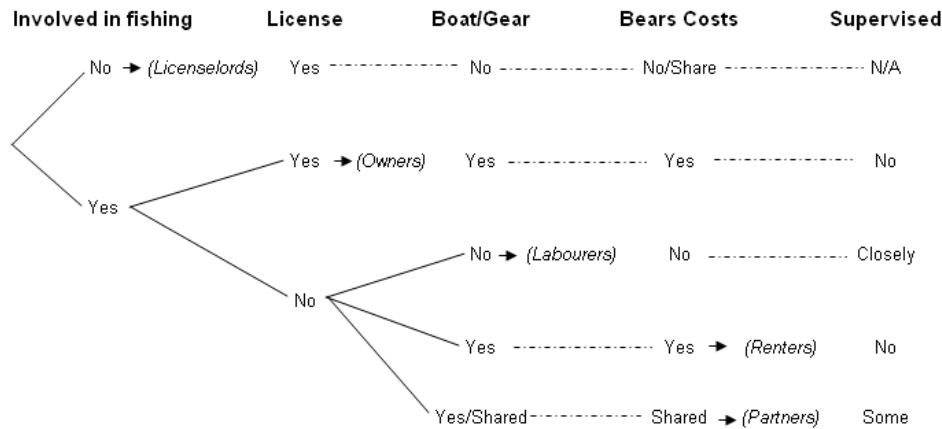 Involved in fishing License Boat/Gear Bears Costs Supervised
No (Licenselords) Yes No No/Share N/A
Yes (Owners) Yes Yes No
Yes
No (Labourers) No Closely
No
Yes Yes (Renters) No
Yes/Shared Shared (Partners) Some